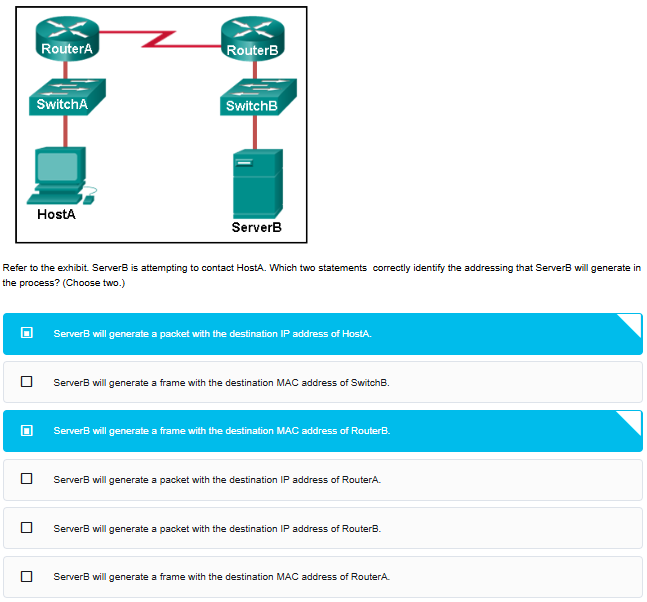 RouterA
RouterB
SwitchA
SwitchB
HostA
ServerB
Refer to the exhibit. ServerB is attempting to contact HostA. Which two statements correctly identify the addressing that ServerB will generate in
the process? (Choose two.)
ServerB will generate a packet with the destination IP address of HostA.
ServerB will generate a frame with the destination MAC address of SwitchB.
ServerB will generate a frame with the destination MAC address of RouterB.
ServerB will generate a packet with the destination IP address of RouterA.
ServerB will generate a packet with the destination IP address of RouterB.
ServerB will generate a frame with the destination MAC address of RouterA.